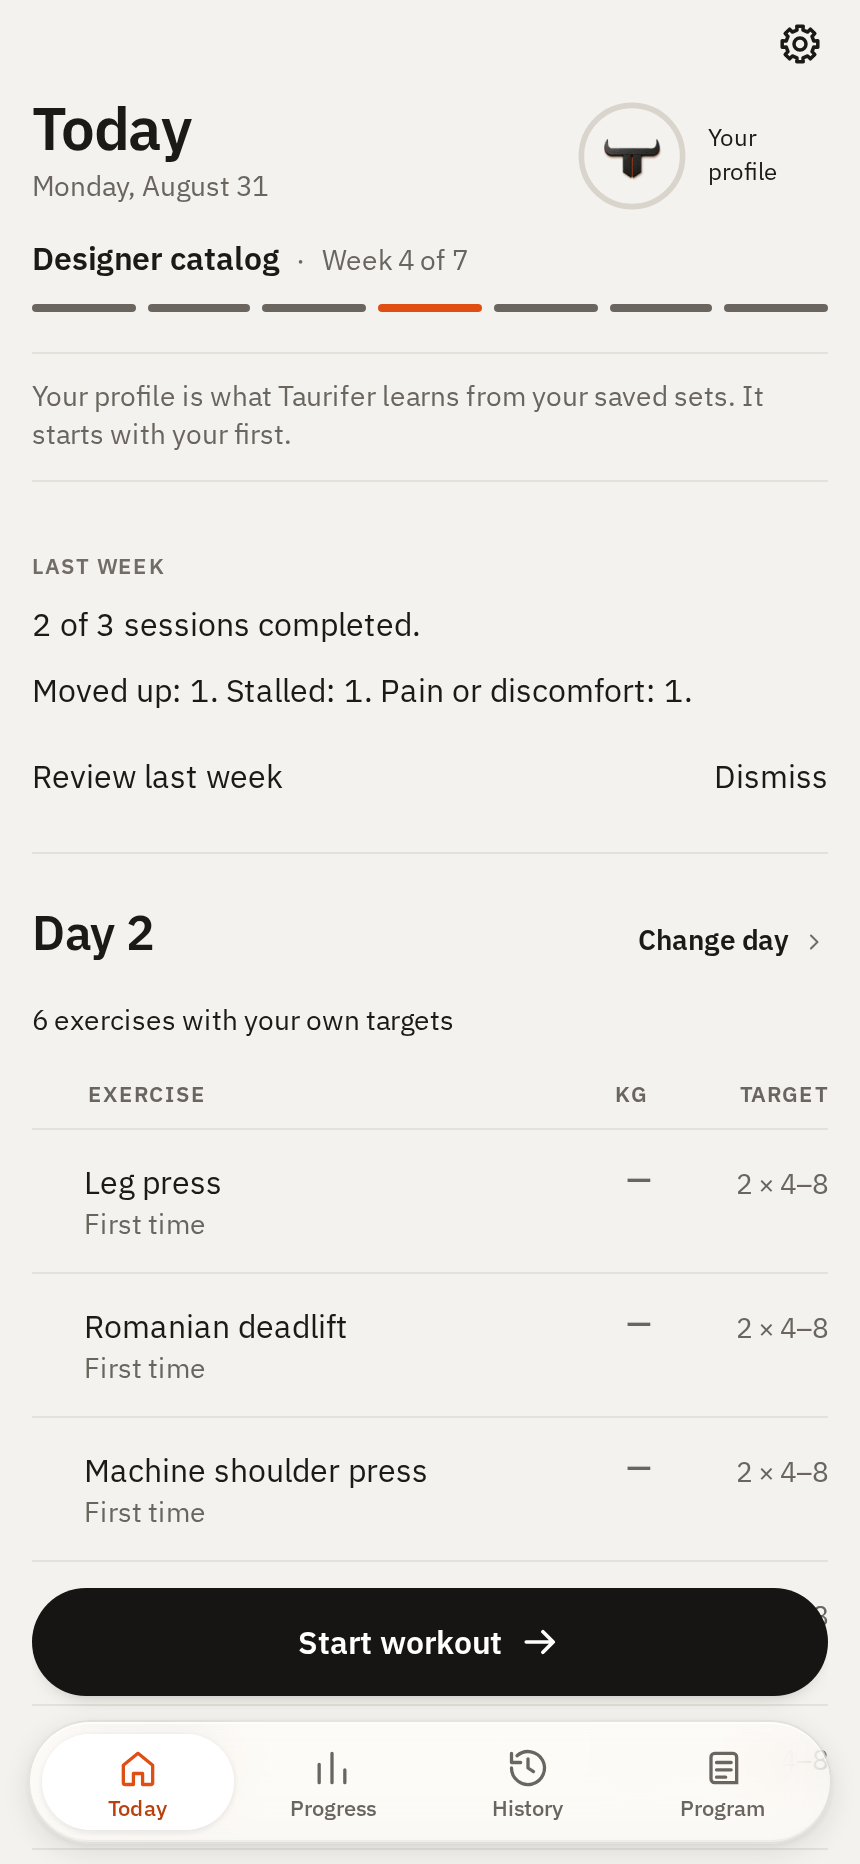 Today
Monday, August 31
Your
profile
Designer catalog · Week 4 of 7
Your profile is what Taurifer learns from your saved sets. It
starts with your first.
LAST WEEK
2 of 3 sessions completed.
Moved up: 1. Stalled: 1. Pain or discomfort: 1.
Review last week Dismiss
Day 2 Change day
6 exercises with your own targets
EXERCISE KG TARGET
Leg press — 2 × 4–8
First time
Romanian deadlift — 2 × 4–8
First time
Machine shoulder press — 2 × 4–8
First time
Start workout
Today Progress History Program